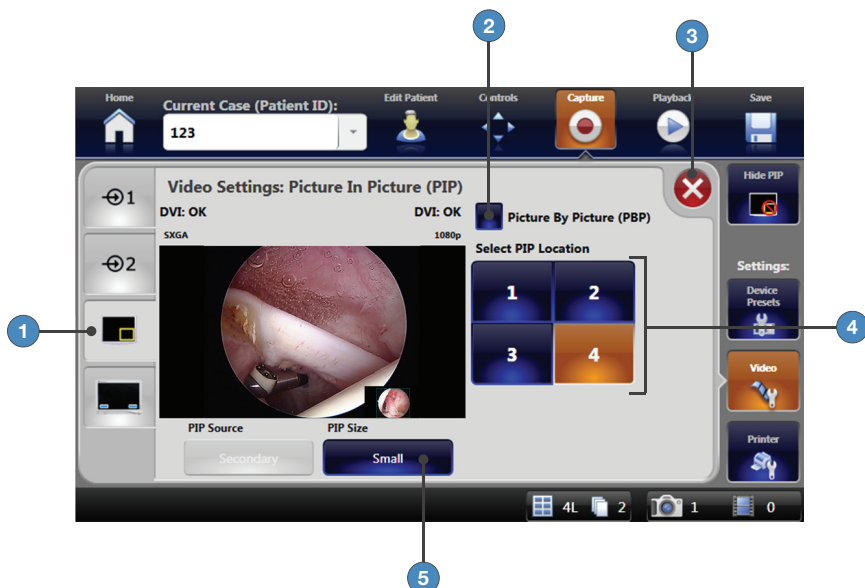 2
3
Home
Current Case (Patient ID):
Edit Patient
Controls
Capture
Playback
Save
123
1
Video Settings: Picture In Picture (PIP)
Hide PIP
DVI: OK
DVI: OK
Picture By Picture (PBP)
SXGA
1080p
Select PIP Location
2
Settings:
Device
Presets
1
2
1
4
3
4
Video
PIP Source
PIP Size
Secondary
Small
Printer
4L
2
1
0
5